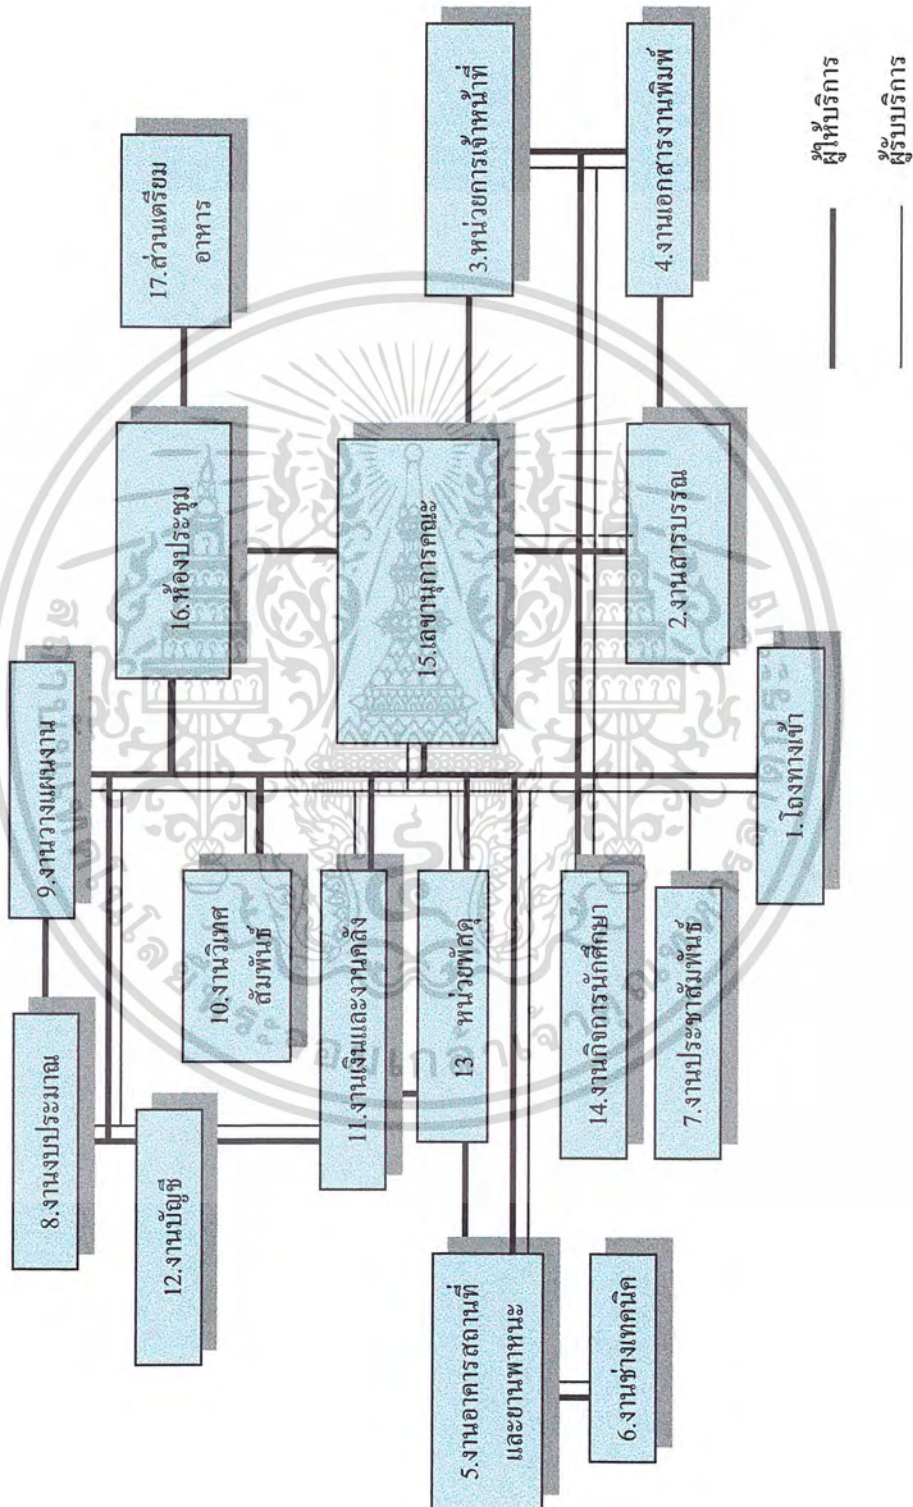 8.งานงบประมาณ
9.งานวางแผนงาน
12.งานบัญชี
16.ห้องประชุม
17.ส่วนเตรียม
อาหาร
10.งานวิเทศ
สัมพันธ์
11.งานเงินและงานคลัง
15.เลขานุการคณะ
3.หน่วยการเจ้าหน้าที่
13 หน่วยพัสดุ
5.งานอาคารสถานที่
และยานพาหนะ
14.งานกิจการนักศึกษา
2.งานสารบรรณ
4.งานเอกสารงานพิมพ์
6.งานช่างเทคนิค
7.งานประชาสัมพันธ์
1.โถงทางเข้า
ผู้ให้บริการ
ผู้รับบริการ